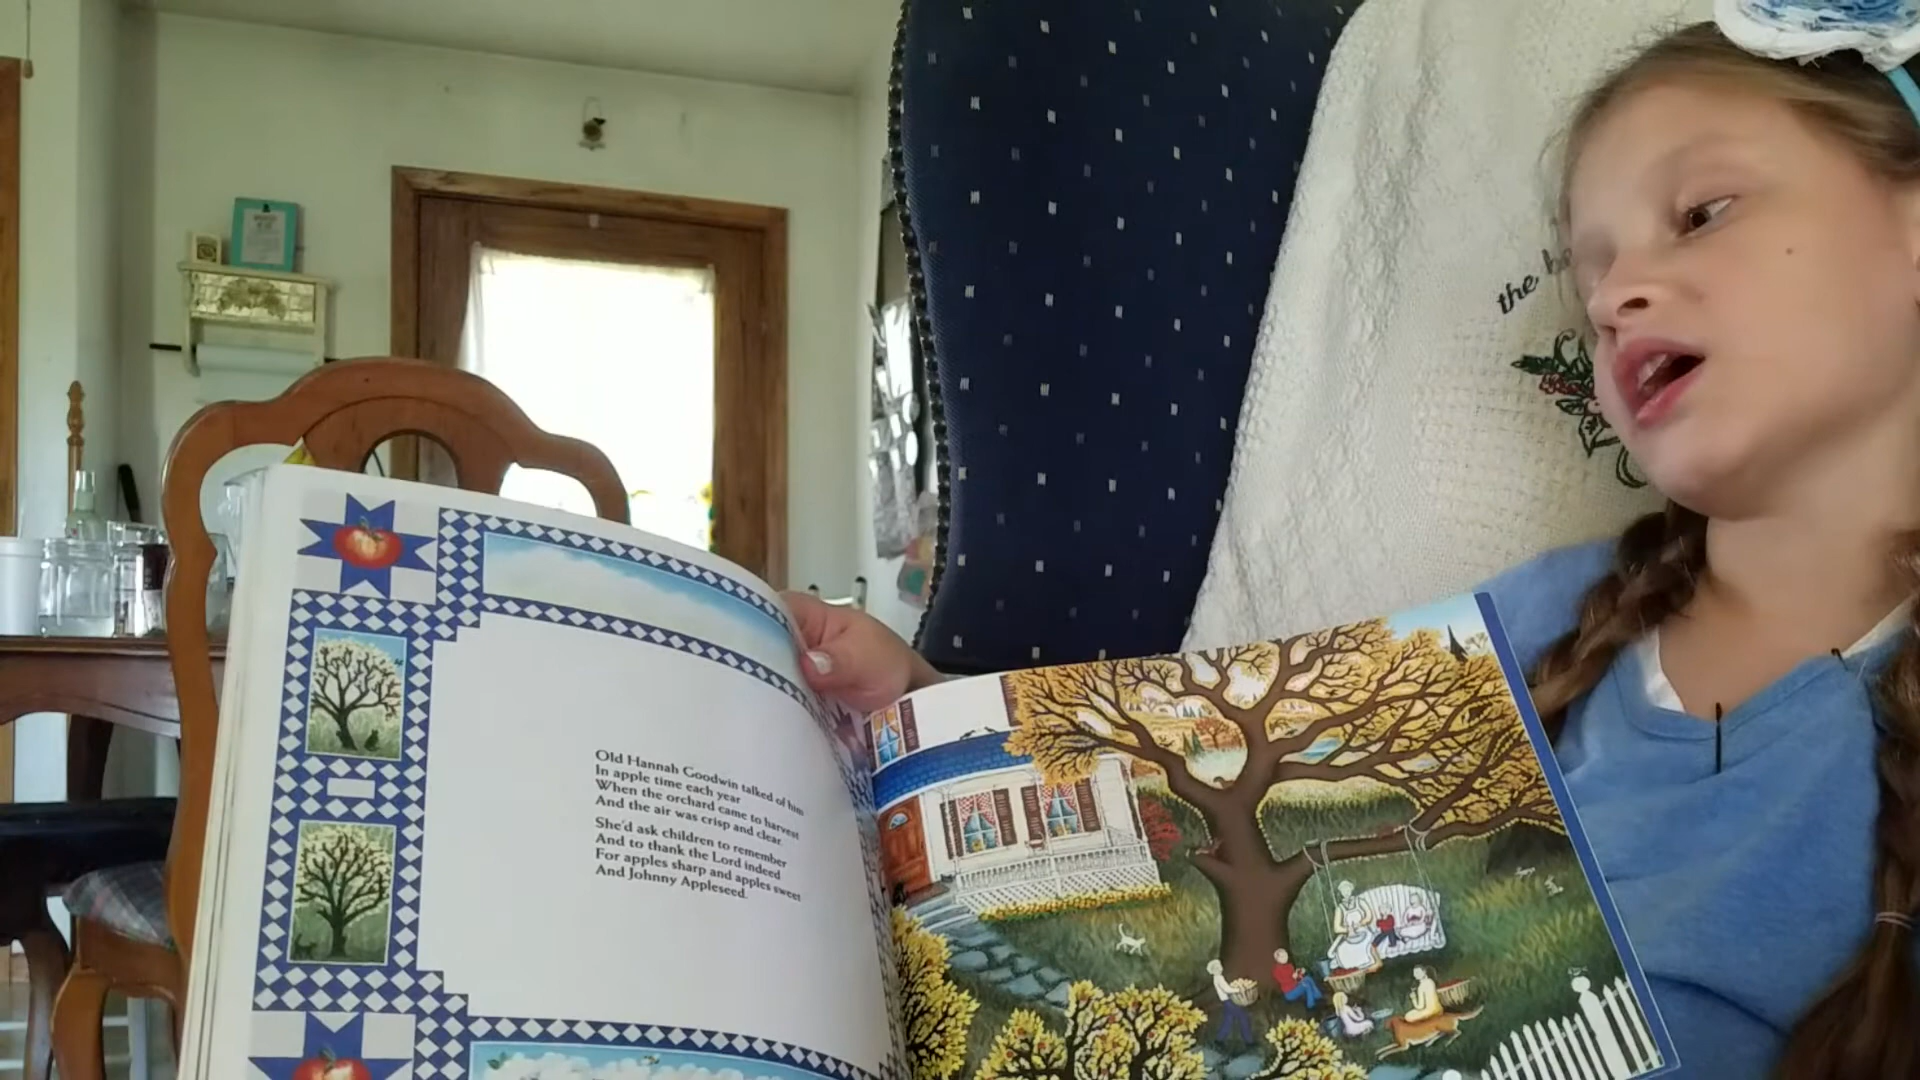 the
Old Hannah Goodwin talked of him
In apple time each year
When the orchard came to harvest
And the air was crisp and clear.
She'd ask children to remember
And to thank the Lord indeed
For apples sharp and apples sweet
And Johnny Appleseed.